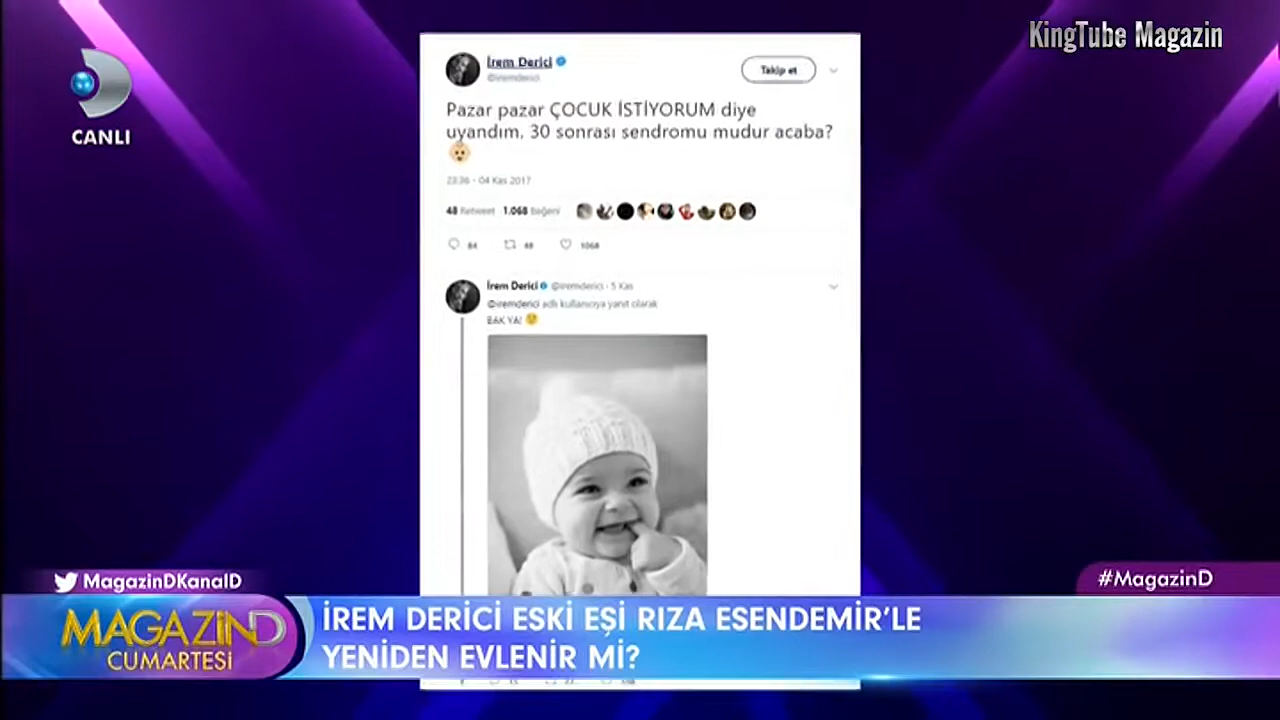 KingTube Magazin
CANLI
İrem Derici
@iremderici
Takip et
Pazar pazar ÇOCUK İSTİYORUM diye
uyandım. 30 sonrası sendromu mudur acaba?
23:36 - 04 Kas 2017
48 Retweet 1.068 Beğeni
84 48 1068
İrem Derici @iremderici · 5 Kas
@iremderici adlı kullanıcıya yanıt olarak
BAK YA!
MagazinDKanalD
#MagazinD
MAGAZİN D
CUMARTESİ
İREM DERİCİ ESKİ EŞİ RIZA ESENDEMİR'LE
YENİDEN EVLENİR Mİ?